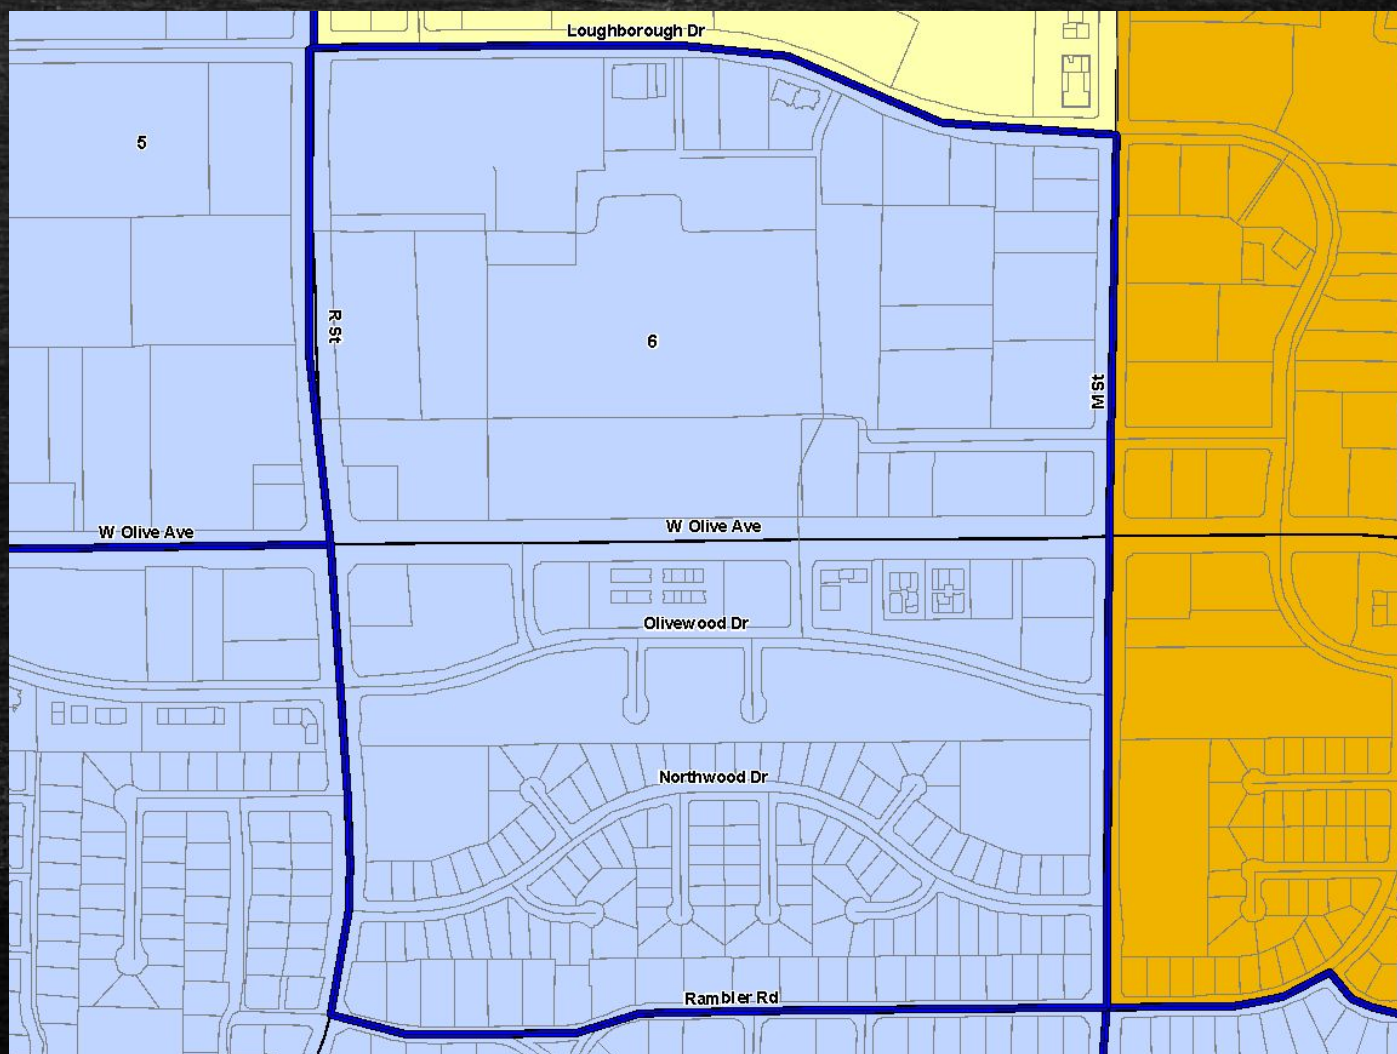 Loughborough Dr
5
R St
6
M St
W Olive Ave
W Olive Ave
Olivewood Dr
Northwood Dr
Rambler Rd